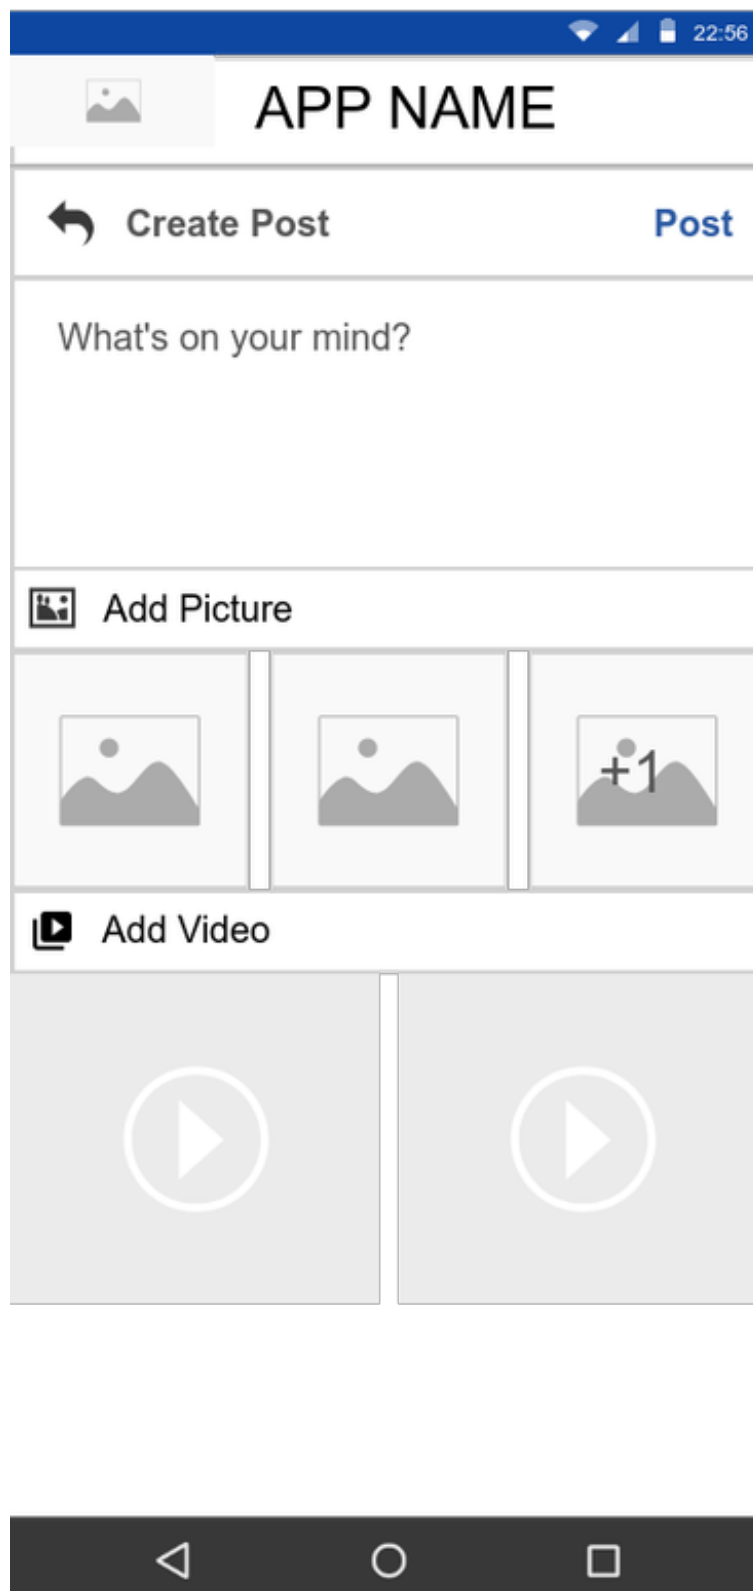 22:56
APP NAME
Create Post Post
What's on your mind?
Add Picture
+1
Add Video